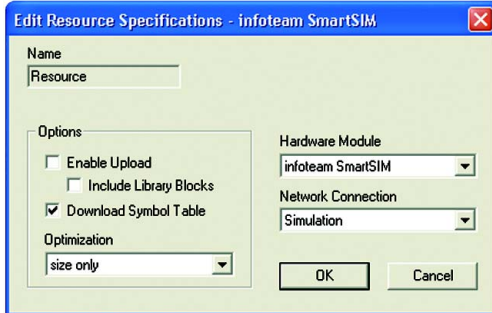 Edit Resource Specifications - infoteam SmartSIM
Name
Resource
Options
Enable Upload
Include Library Blocks
Download Symbol Table
Optimization
size only
Hardware Module
infoteam SmartSIM
Network Connection
Simulation
OK
Cancel